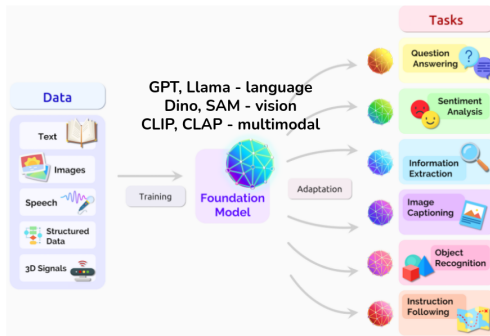 Tasks
Question
Answering
GPT, Llama - language
Dino, SAM - vision
CLIP, CLAP - multimodal
Data
Text
Images
Speech
Structured
Data
3D Signals
Training
Foundation
Model
Adaptation
Sentiment
Analysis
Information
Extraction
Image
Captioning
Object
Recognition
Instruction
Following